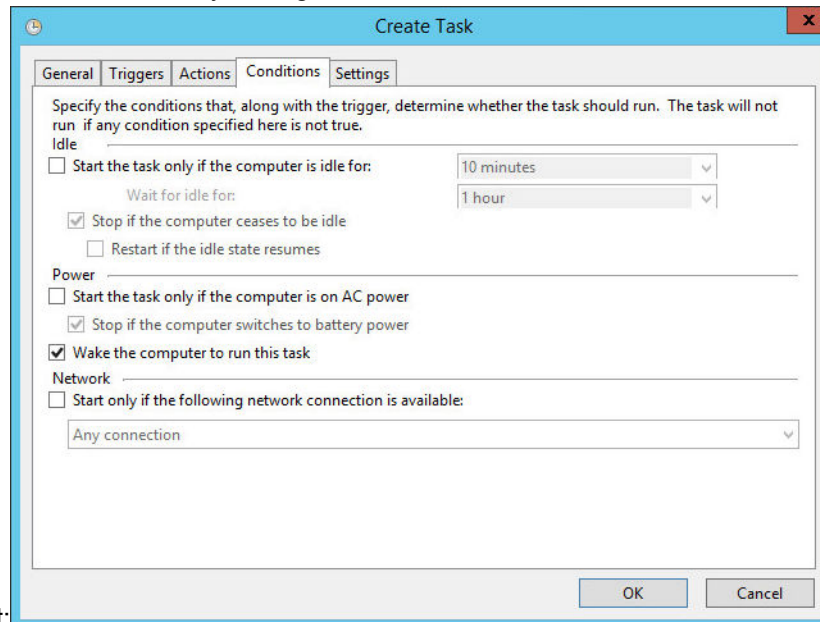 Create Task
x
General Triggers Actions Conditions Settings
Specify the conditions that, along with the trigger, determine whether the task should run. The task will not
run if any condition specified here is not true.
Idle
Start the task only if the computer is idle for: 10 minutes
Wait for idle for: 1 hour
Stop if the computer ceases to be idle
Restart if the idle state resumes
Power
Start the task only if the computer is on AC power
Stop if the computer switches to battery power
Wake the computer to run this task
Network
Start only if the following network connection is available:
Any connection
OK Cancel